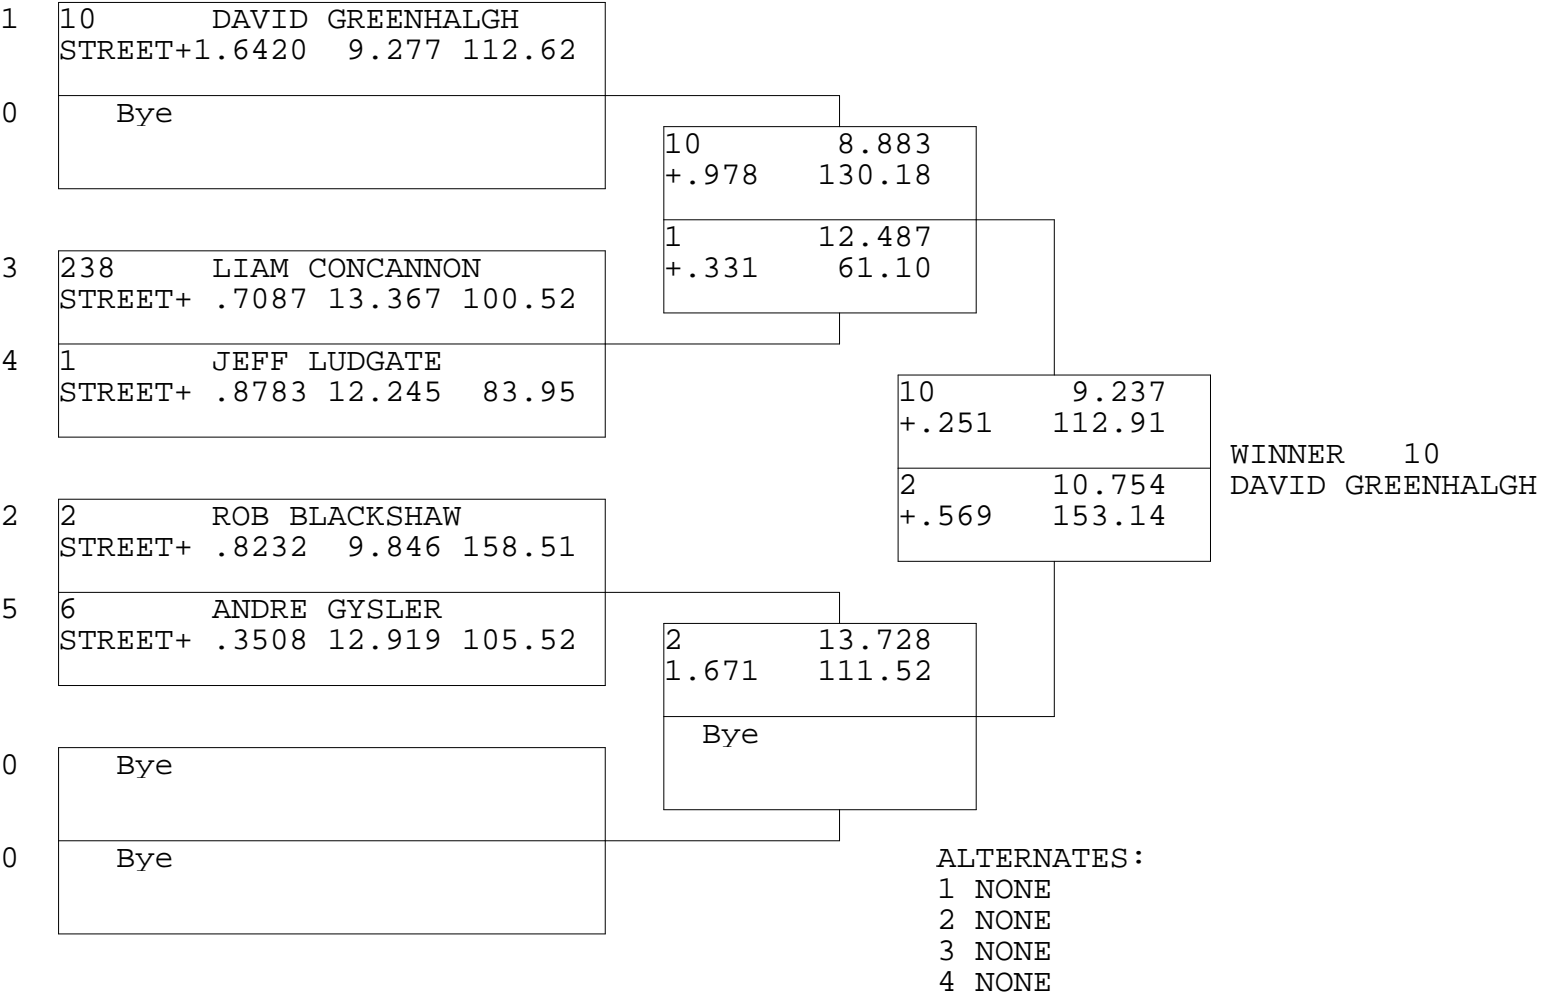 1 10 DAVID GREENHALGH
STREET+1.6420 9.277 112.62
0 Bye
10 8.883
+.978 130.18
1 12.487
+.331 61.10
3 238 LIAM CONCANNON
STREET+ .7087 13.367 100.52
4 1 JEFF LUDGATE
STREET+ .8783 12.245 83.95
10 9.237
+.251 112.91
2 10.754
+.569 153.14
WINNER 10
DAVID GREENHALGH
2 2 ROB BLACKSHAW
STREET+ .8232 9.846 158.51
5 6 ANDRE GYSLER
STREET+ .3508 12.919 105.52
2 13.728
1.671 111.52
Bye
0 Bye
0 Bye
ALTERNATES:
1 NONE
2 NONE
3 NONE
4 NONE